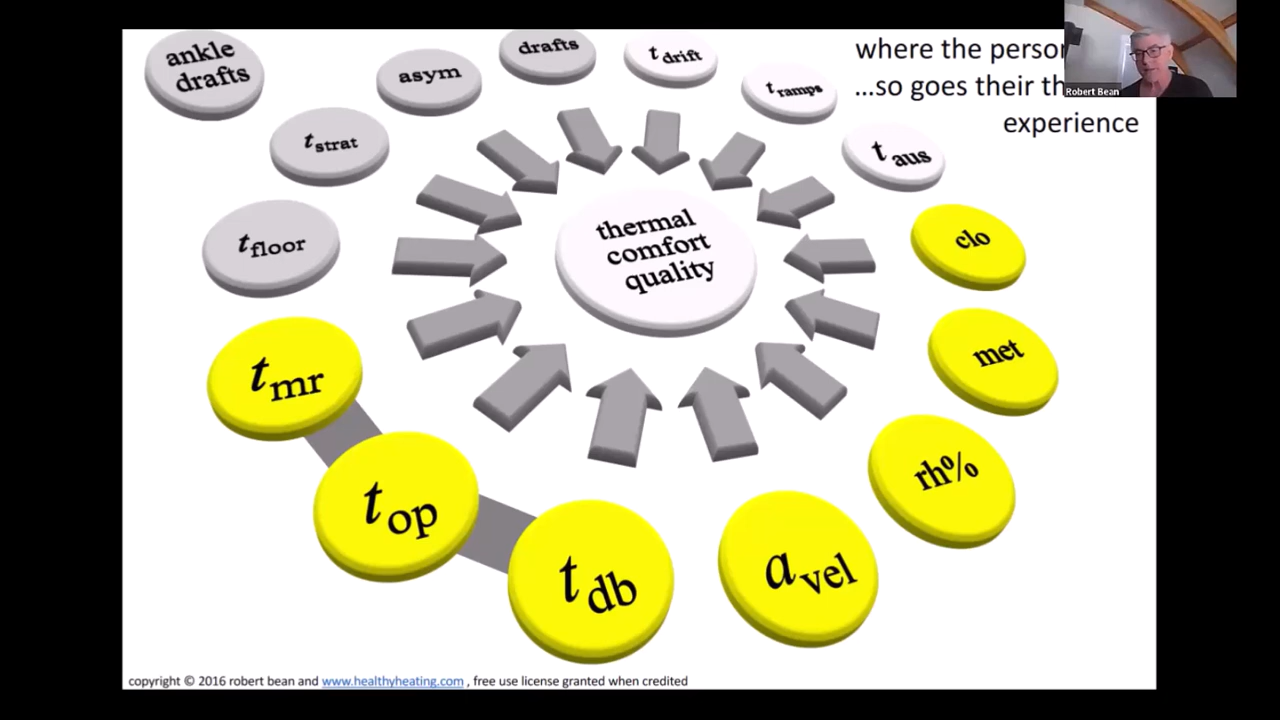 ankle
drafts
asym
drafts
t drift
t ramps
where the person
...so goes their
experience
Robert Bean
t strat
t aus
t floor
thermal
comfort
quality
clo
t mr
met
t op
rh%
t db
a vel
copyright © 2016 robert bean and www.healthyheating.com , free use license granted when credited